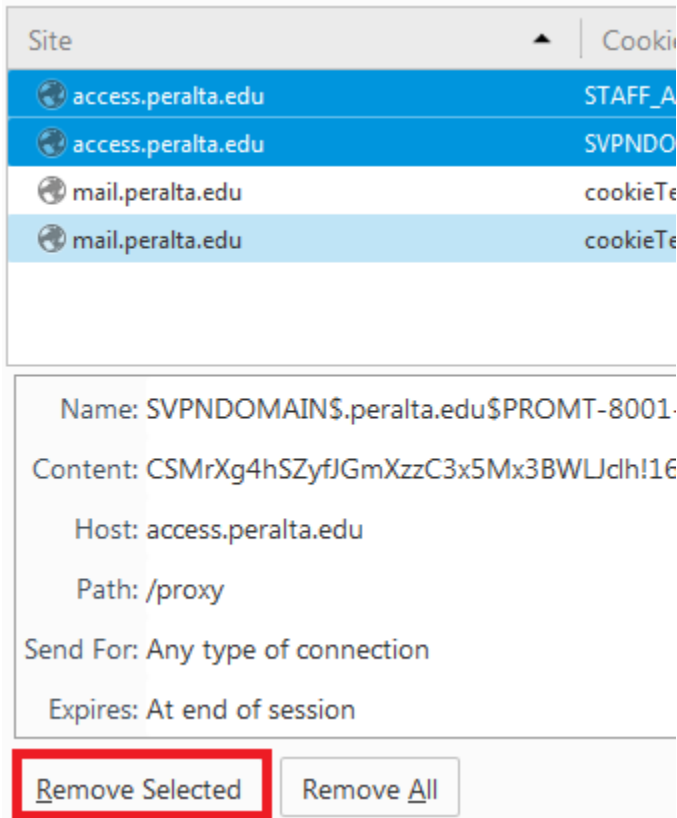 Site Cookie
access.peralta.edu STAFF_A
access.peralta.edu SVPNDO
mail.peralta.edu cookieTe
mail.peralta.edu cookieTe
Name: SVPNDOMAIN$.peralta.edu$PROMT-8001-
Content: CSMrXg4hSZyfJGmXzzC3x5Mx3BWLJclh!16
Host: access.peralta.edu
Path: /proxy
Send For: Any type of connection
Expires: At end of session
Remove Selected Remove All